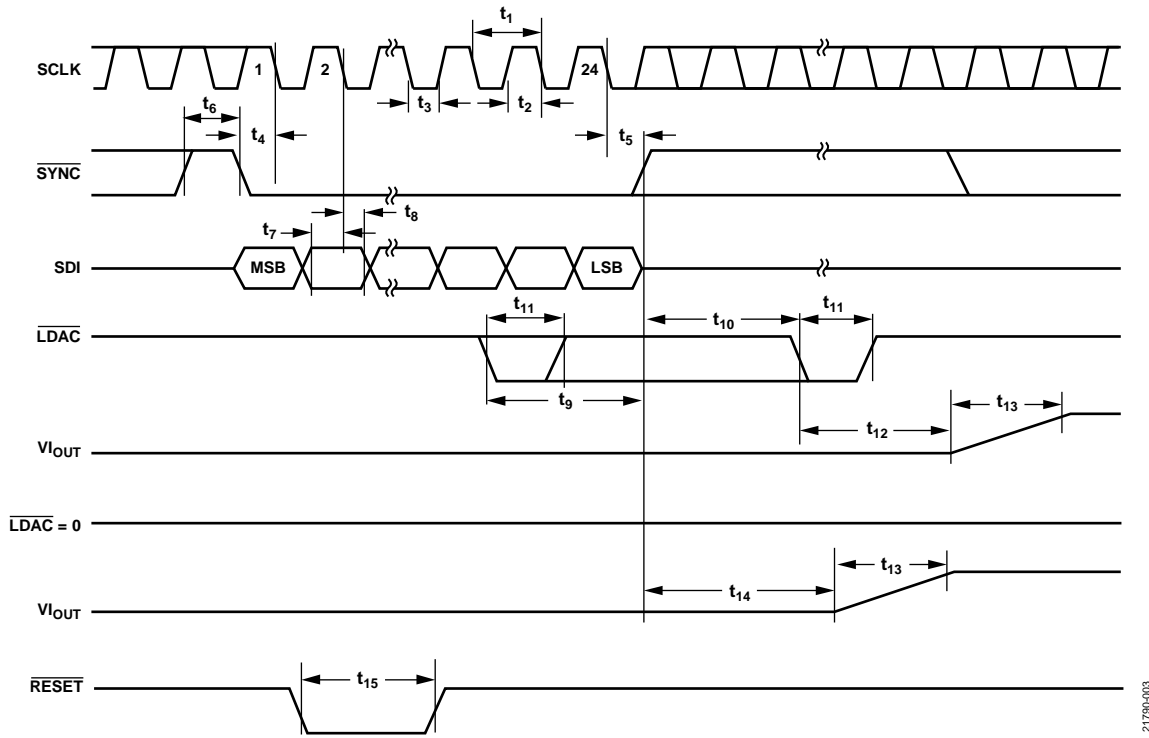 t1
SCLK
1
2
24
t3
t2
t6
t4
t5
SYNC
t7
t8
SDI
MSB
LSB
t11
t10
t11
LDAC
t9
t12
t13
VIOUT
LDAC = 0
t13
t14
VIOUT
RESET
t15
21790-003